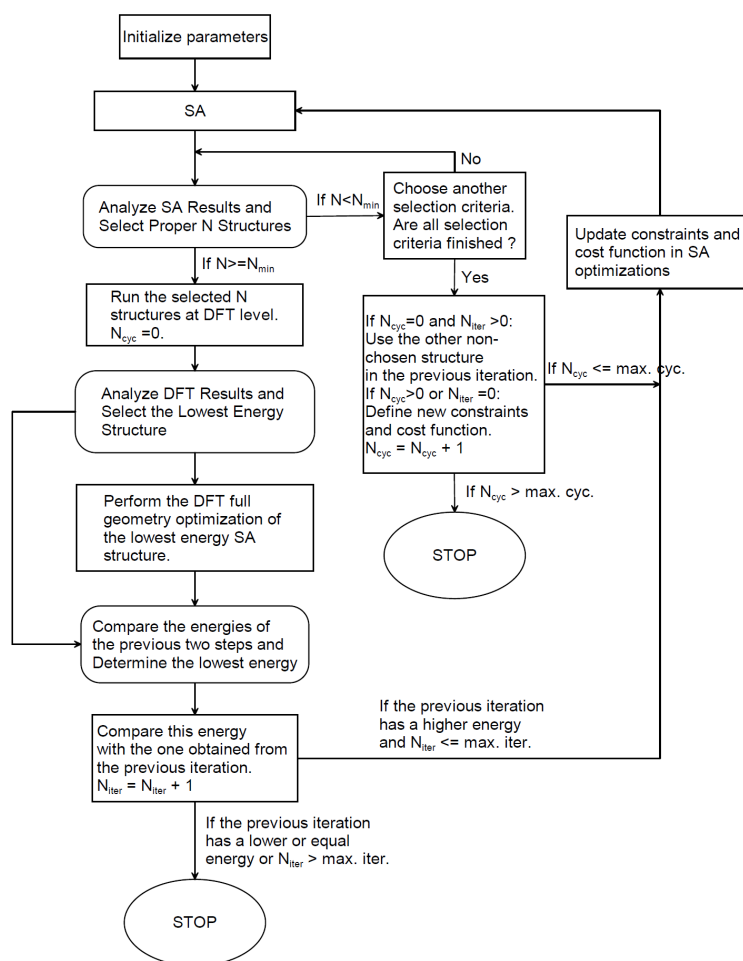 Initialize parameters
SA
No
If N<Nmin
Choose another
selection criteria.
Are all selection
criteria finished ?
Analyze SA Results and
Select Proper N Structures
Update constraints and
cost function in SA
optimizations
If N>=Nmin
Yes
Run the selected N
structures at DFT level.
Ncyc =0.
If Ncyc=0 and Niter >0:
Use the other non-
chosen structure
in the previous iteration.
If Ncyc>0 or Niter =0:
Define new constraints
and cost function.
Ncyc = Ncyc + 1
If Ncyc <= max. cyc.
Analyze DFT Results and
Select the Lowest Energy
Structure
If Ncyc > max. cyc.
STOP
Perform the DFT full
geometry optimization of
the lowest energy SA
structure.
Compare the energies of
the previous two steps and
Determine the lowest energy
If the previous iteration
has a higher energy
and Niter <= max. iter.
Compare this energy
with the one obtained from
the previous iteration.
Niter = Niter + 1
If the previous iteration
has a lower or equal
energy or Niter > max. iter.
STOP